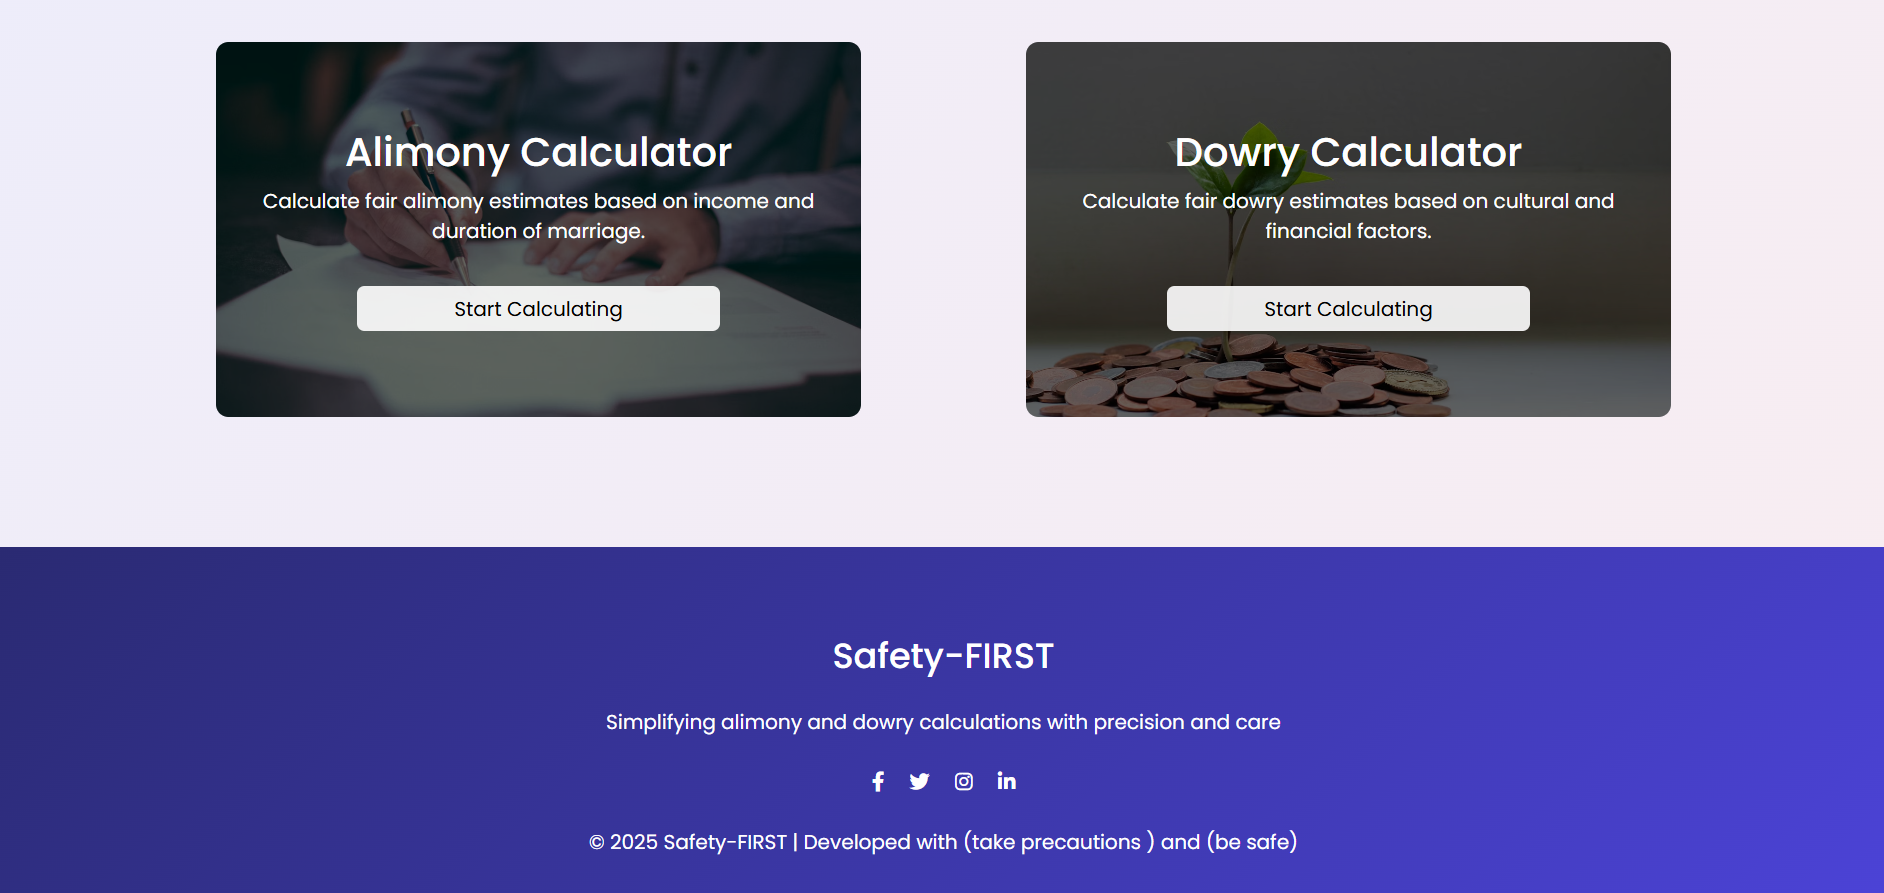 Alimony Calculator
Calculate fair alimony estimates based on income and
duration of marriage.
Start Calculating
Dowry Calculator
Calculate fair dowry estimates based on cultural and
financial factors.
Start Calculating
Safety-FIRST
Simplifying alimony and dowry calculations with precision and care
© 2025 Safety-FIRST | Developed with (take precautions ) and (be safe)